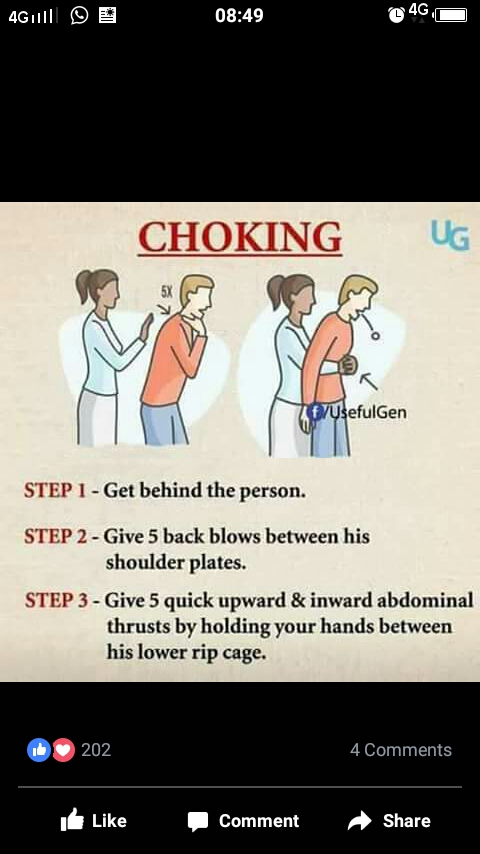 4G 08:49 4G
CHOKING
UG
5X
f/UsefulGen
STEP 1 - Get behind the person.
STEP 2 - Give 5 back blows between his
shoulder plates.
STEP 3 - Give 5 quick upward & inward abdominal
thrusts by holding your hands between
his lower rip cage.
202 4 Comments
Like Comment Share